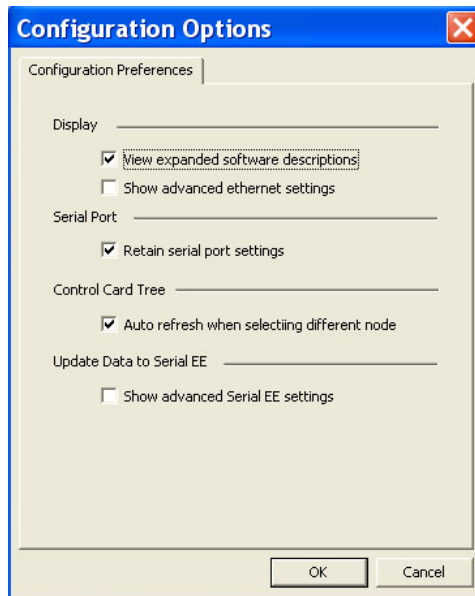 Configuration Options
Configuration Preferences
Display
View expanded software descriptions
Show advanced ethernet settings
Serial Port
Retain serial port settings
Control Card Tree
Auto refresh when selectiing different node
Update Data to Serial EE
Show advanced Serial EE settings
OK Cancel